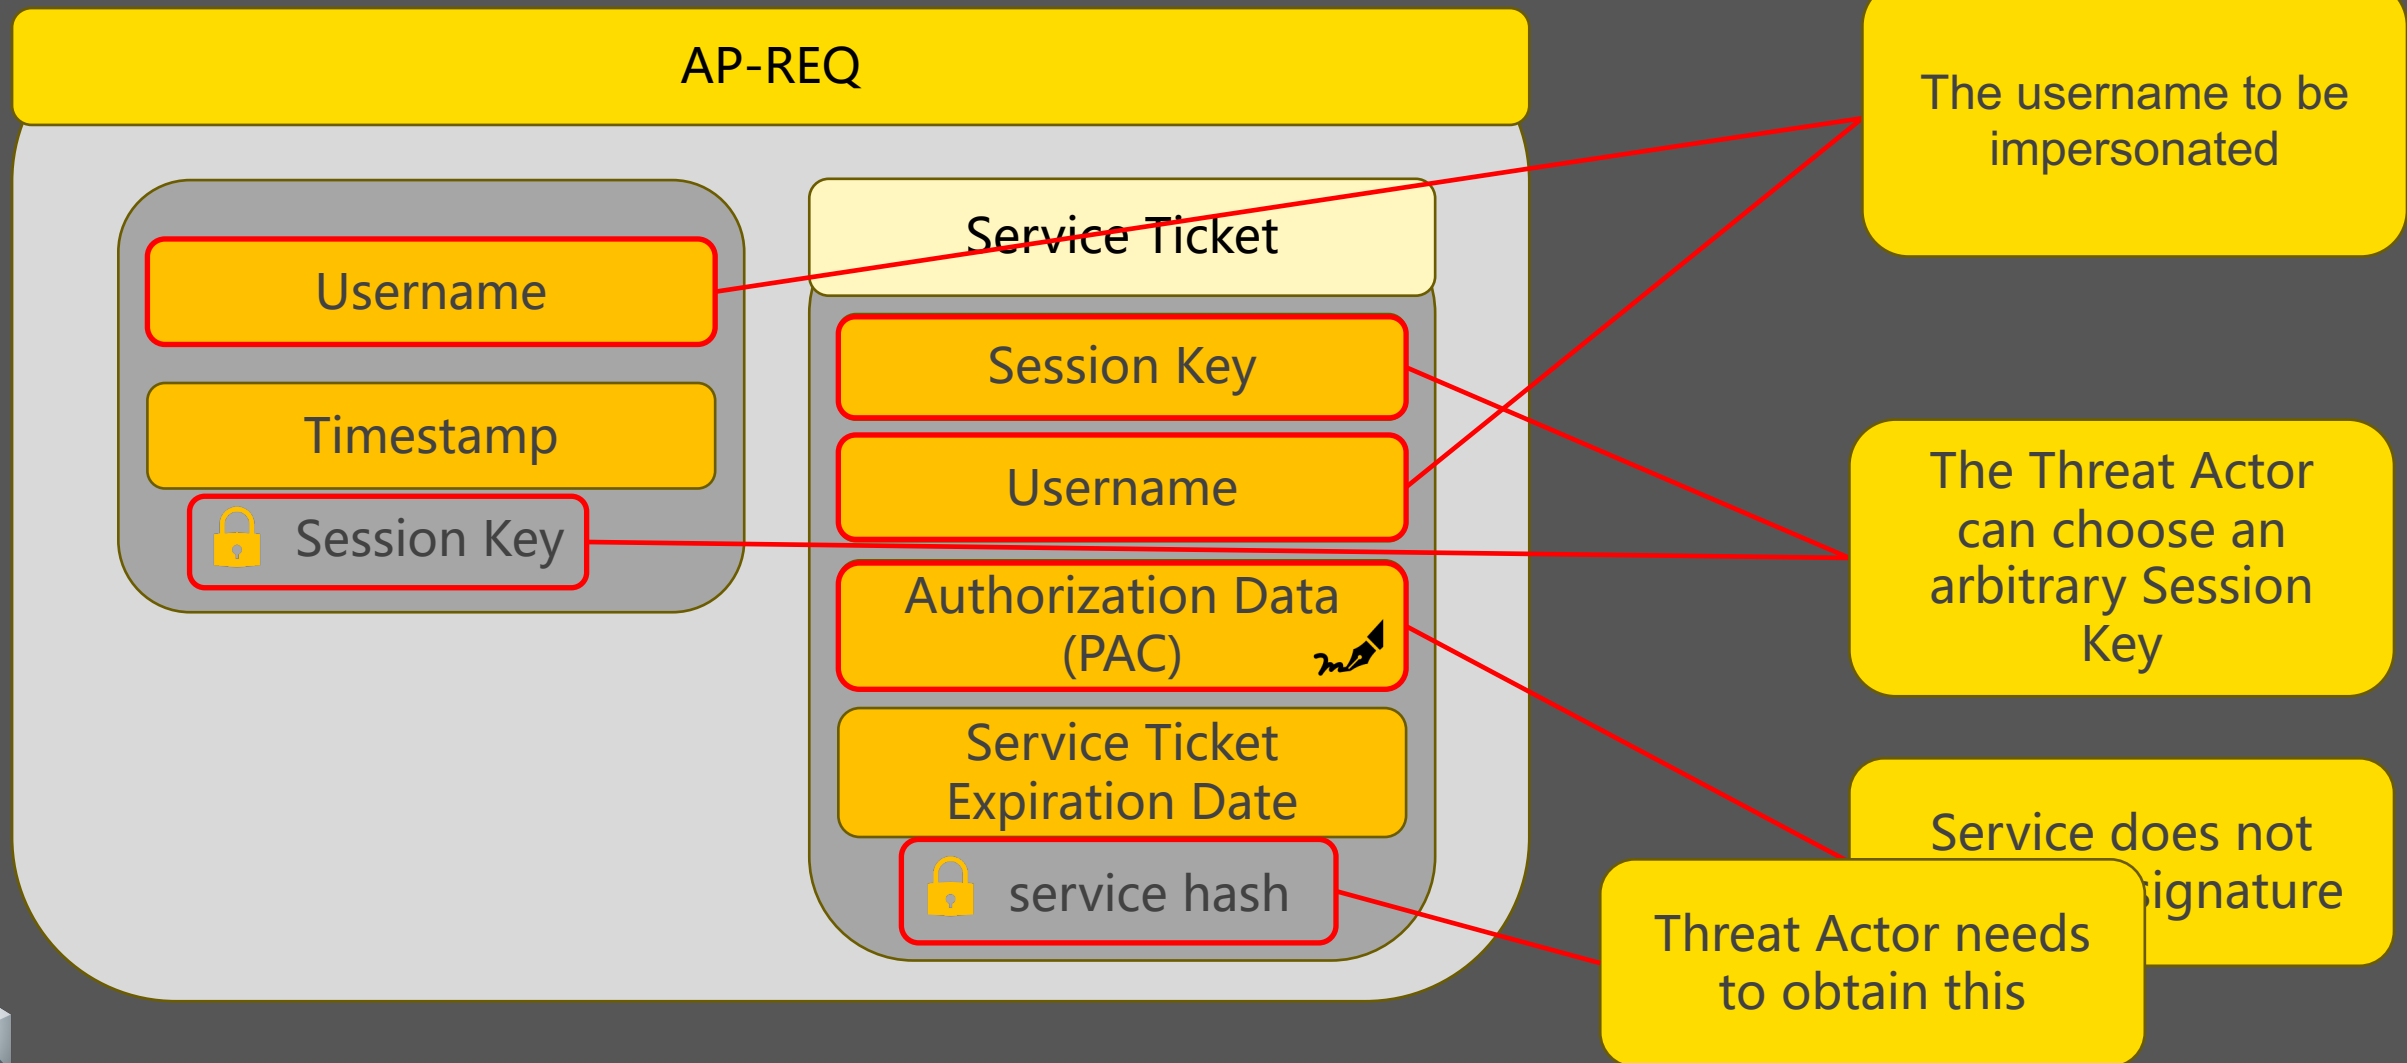 AP-REQ
Username
Timestamp
Session Key
Service Ticket
Session Key
Username
Authorization Data
(PAC)
Service Ticket
Expiration Date
service hash
The username to be
impersonated
The Threat Actor
can choose an
arbitrary Session
Key
Service does not
signature
Threat Actor needs
to obtain this